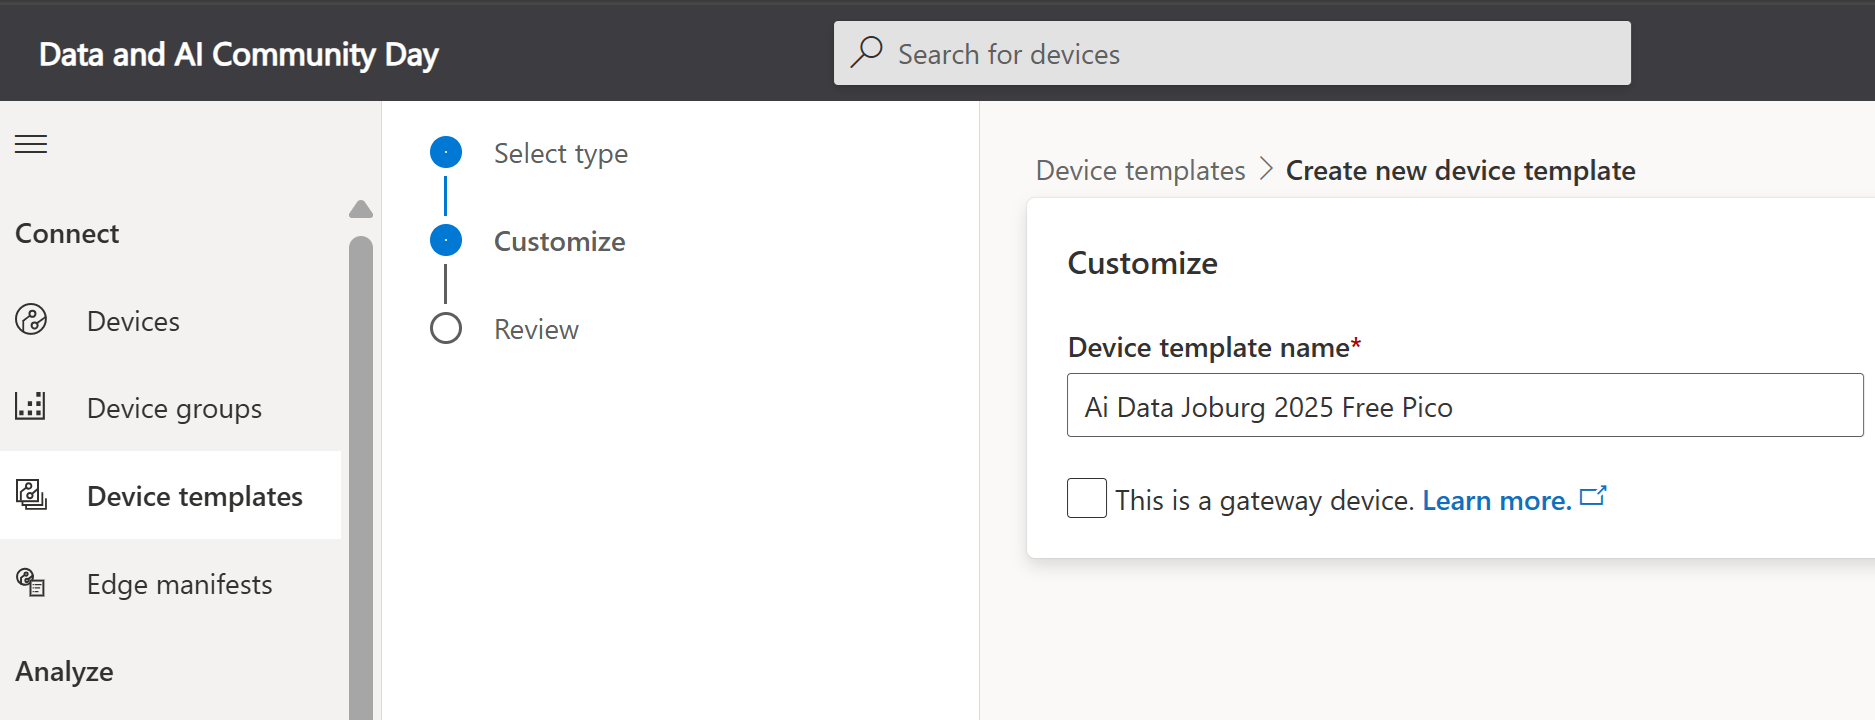 Data and AI Community Day
Search for devices
Connect
Devices
Device groups
Device templates
Edge manifests
Analyze
Select type
Customize
Review
Device templates > Create new device template
Customize
Device template name*
Ai Data Joburg 2025 Free Pico
This is a gateway device. Learn more.